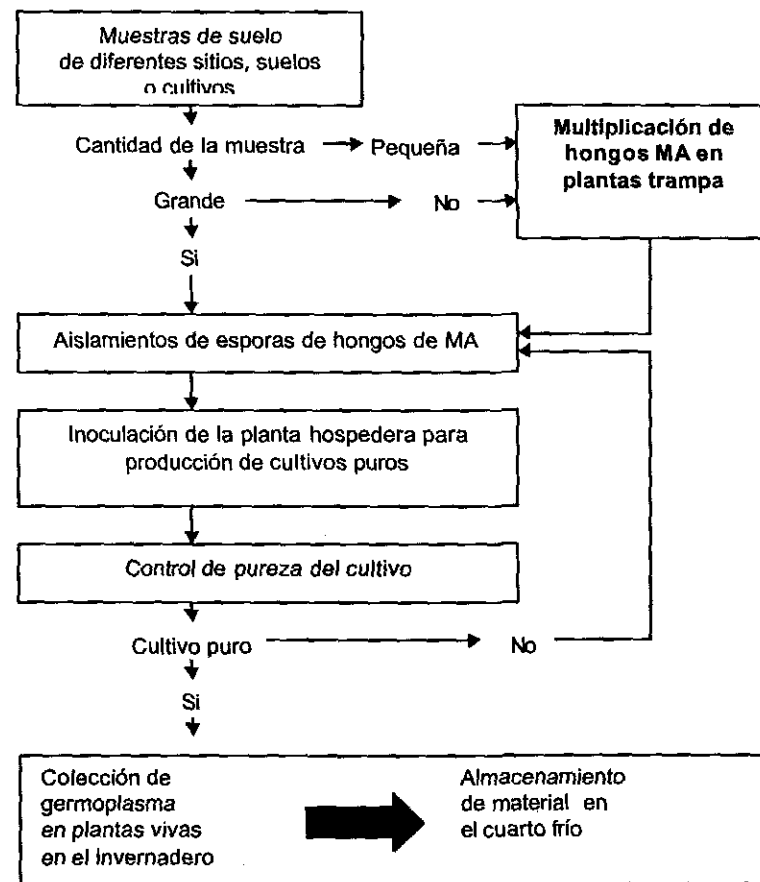 Muestras de suelo
de diferentes sitios, suelos
o cultivos
Cantidad de la muestra
Pequeña
Multiplicación de
hongos MA en
plantas trampa
Grande
No
Si
Aislamientos de esporas de hongos de MA
Inoculación de la planta hospedera para
producción de cultivos puros
Control de pureza del cultivo
Cultivo puro
No
Si
Colección de
germoplasma
en plantas vivas
en el invernadero
Almacenamiento
de material en
el cuarto frío